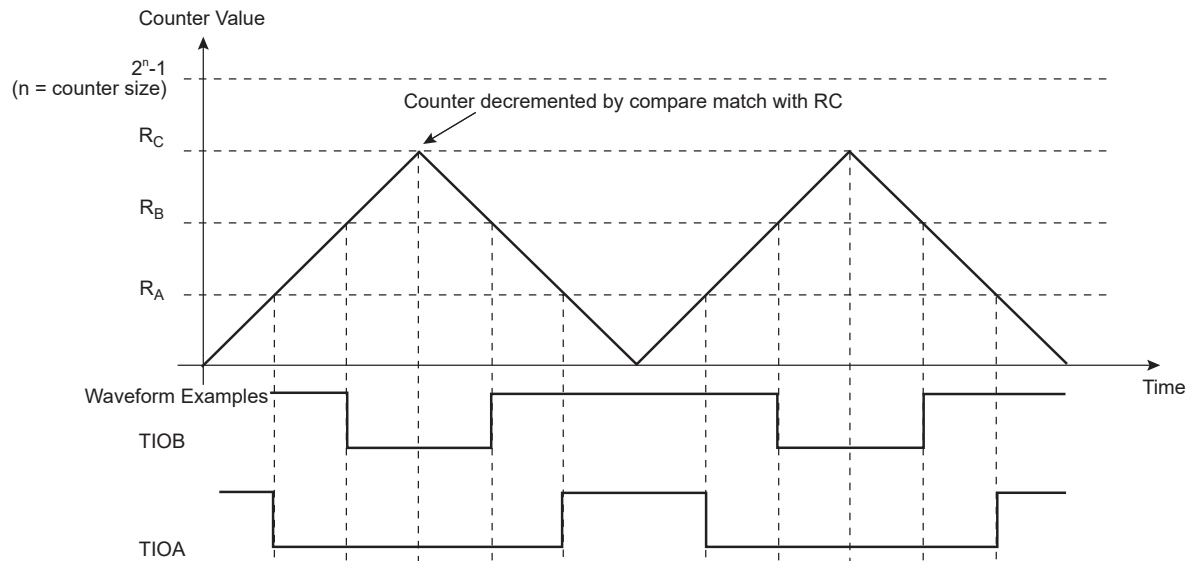 Counter Value
2ⁿ-1
(n = counter size)
Counter decremented by compare match with RC
R_C
R_B
R_A
Time
Waveform Examples
TIOB
TIOA